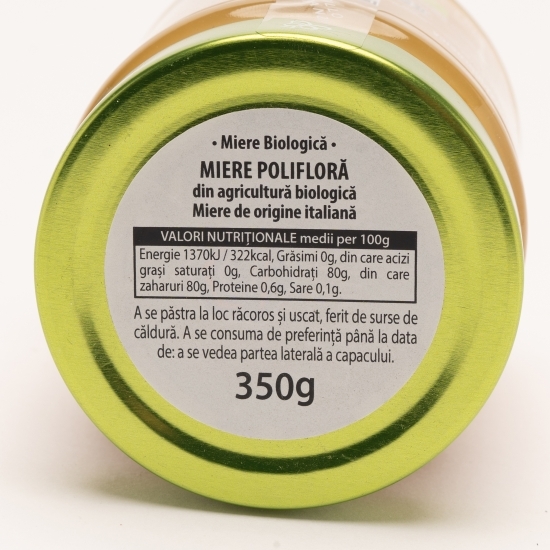 • Miere Biologică •
MIERE POLIFLORĂ
din agricultură biologică
Miere de origine italiană
VALORI NUTRIȚIONALE medii per 100g
Energie 1370kJ / 322kcal, Grăsimi 0g, din care acizi
grași saturați 0g, Carbohidrați 80g, din care
zaharuri 80g, Proteine 0,6g, Sare 0,1g.
A se păstra la loc răcoros și uscat, ferit de surse de
căldură. A se consuma de preferință până la data
de: a se vedea partea laterală a capacului.
350g